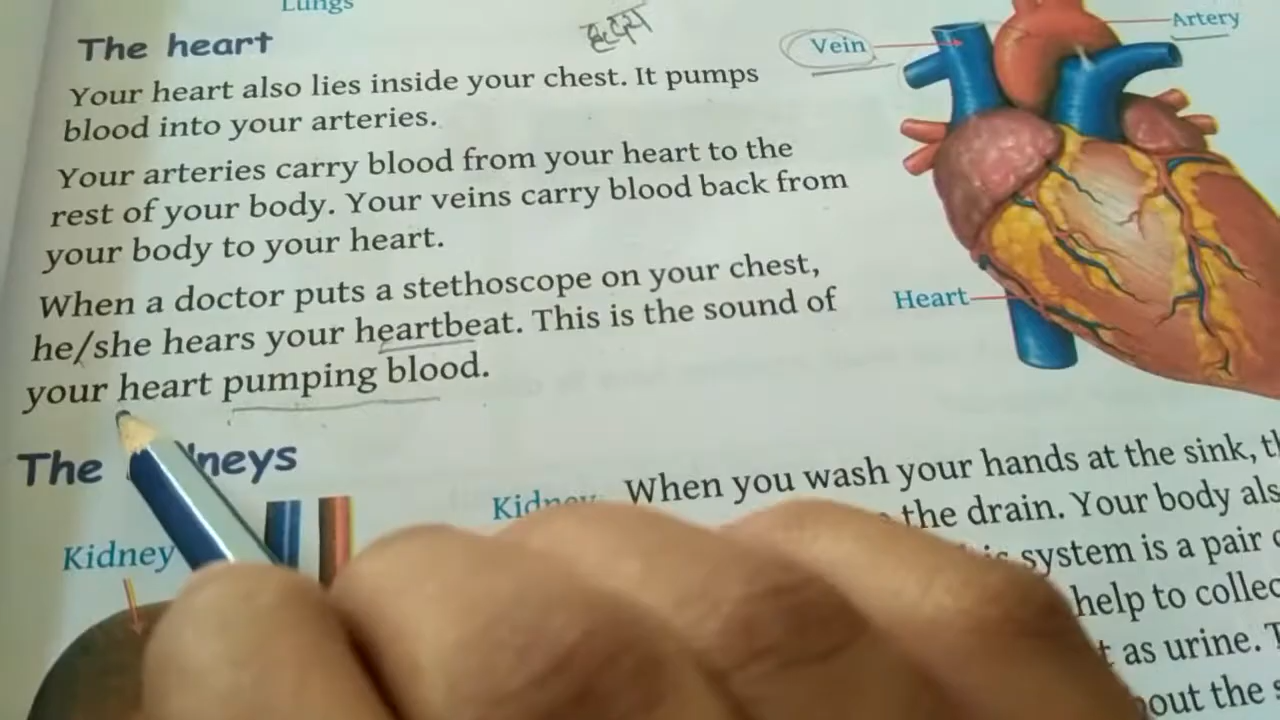 Lungs
The heart
हृदय
Your heart also lies inside your chest. It pumps
blood into your arteries.
Your arteries carry blood from your heart to the
rest of your body. Your veins carry blood back from
your body to your heart.
When a doctor puts a stethoscope on your chest,
he/she hears your heartbeat. This is the sound of
your heart pumping blood.
Vein
Artery
Heart
The
Kidney
Kidney
When you wash your hands at the sink,
the drain. Your body
system is a pair
help to
as urine.
the